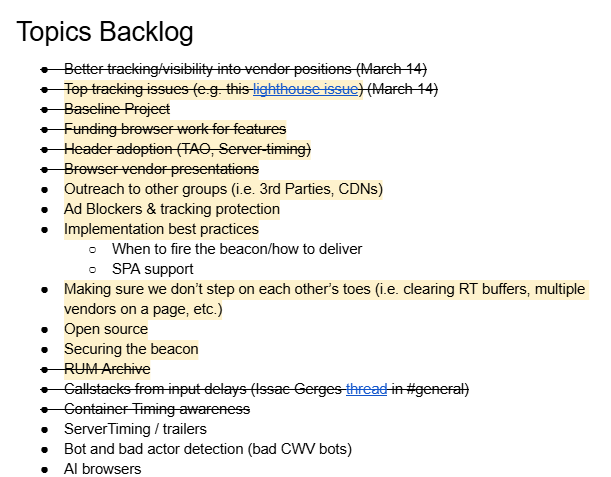 Topics Backlog
Better tracking/visibility into vendor positions (March 14)
Top tracking issues (e.g. this lighthouse issue) (March 14)
Baseline Project
Funding browser work for features
Header adoption (TAO, Server-timing)
Browser vendor presentations
Outreach to other groups (i.e. 3rd Parties, CDNs)
Ad Blockers & tracking protection
Implementation best practices
When to fire the beacon/how to deliver
SPA support
Making sure we don’t step on each other’s toes (i.e. clearing RT buffers, multiple
vendors on a page, etc.)
Open source
Securing the beacon
RUM Archive
Callstacks from input delays (Issac Gerges thread in #general)
Container Timing awareness
ServerTiming / trailers
Bot and bad actor detection (bad CWV bots)
AI browsers